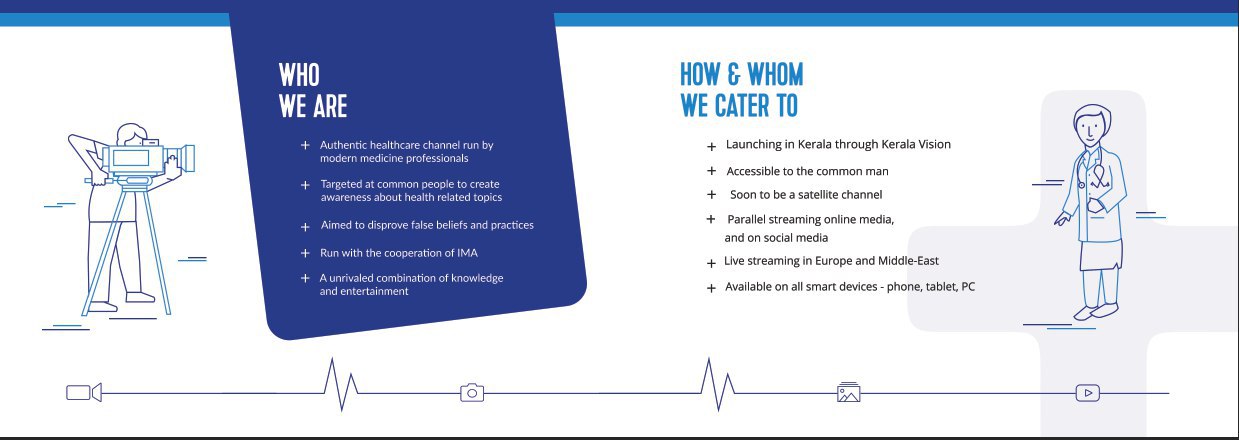 WHO
WE ARE
+ Authentic healthcare channel run by
modern medicine professionals
+ Targeted at common people to create
awareness about health related topics
+ Aimed to disprove false beliefs and practices
+ Run with the cooperation of IMA
+ A unrivaled combination of knowledge
and entertainment
HOW & WHOM
WE CATER TO
+ Launching in Kerala through Kerala Vision
+ Accessible to the common man
+ Soon to be a satellite channel
+ Parallel streaming online media,
and on social media
+ Live streaming in Europe and Middle-East
+ Available on all smart devices - phone, tablet, PC